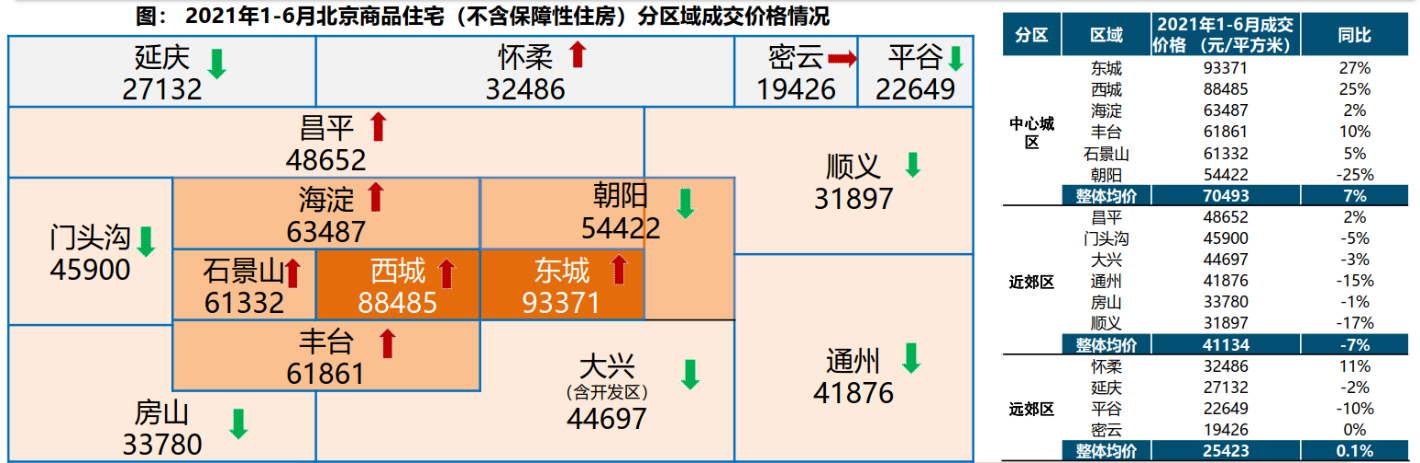 图： 2021年1-6月北京商品住宅（不含保障性住房）分区域成交价格情况
延庆
27132
怀柔
32486
密云
19426
平谷
22649
昌平
48652
顺义
31897
海淀
63487
朝阳
54422
门头沟
45900
石景山
61332
西城
88485
东城
93371
丰台
61861
大兴
（含开发区）
44697
通州
41876
房山
33780
分区 区域 2021年1-6月成交价格 （元/平方米） 同比
中心城区
东城 93371 27%
西城 88485 25%
海淀 63487 2%
丰台 61861 10%
石景山 61332 5%
朝阳 54422 -25%
整体均价 70493 7%
近郊区
昌平 48652 2%
门头沟 45900 -5%
大兴 44697 -3%
通州 41876 -15%
房山 33780 -1%
顺义 31897 -17%
整体均价 41134 -7%
远郊区
怀柔 32486 11%
延庆 27132 -2%
平谷 22649 -10%
密云 19426 0%
整体均价 25423 0.1%